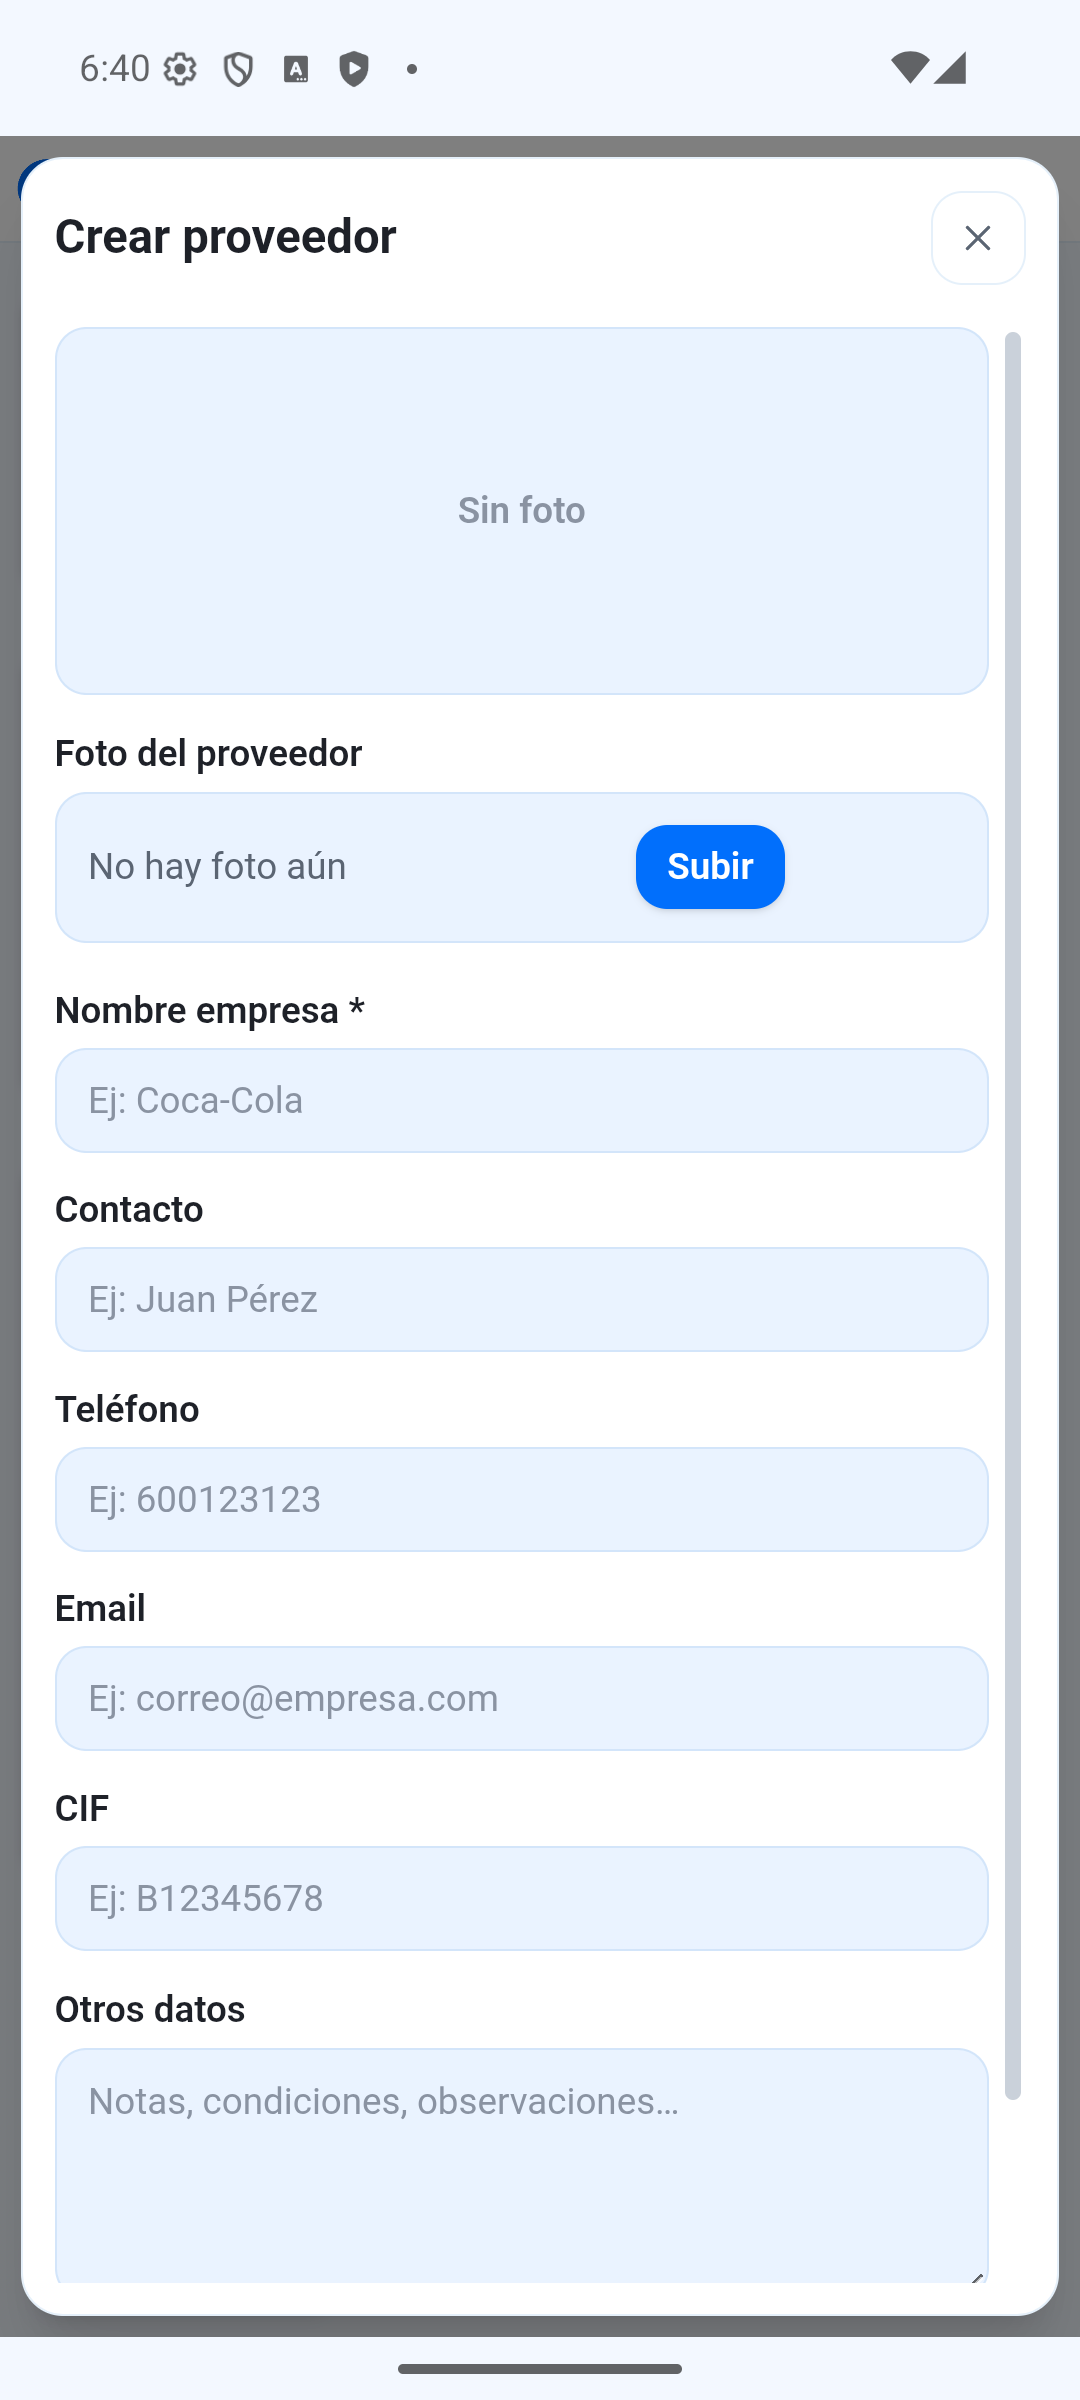 6:40
Crear proveedor
Sin foto
Foto del proveedor
No hay foto aún
Subir
Nombre empresa *
Ej: Coca-Cola
Contacto
Ej: Juan Pérez
Teléfono
Ej: 600123123
Email
Ej: correo@empresa.com
CIF
Ej: B12345678
Otros datos
Notas, condiciones, observaciones...